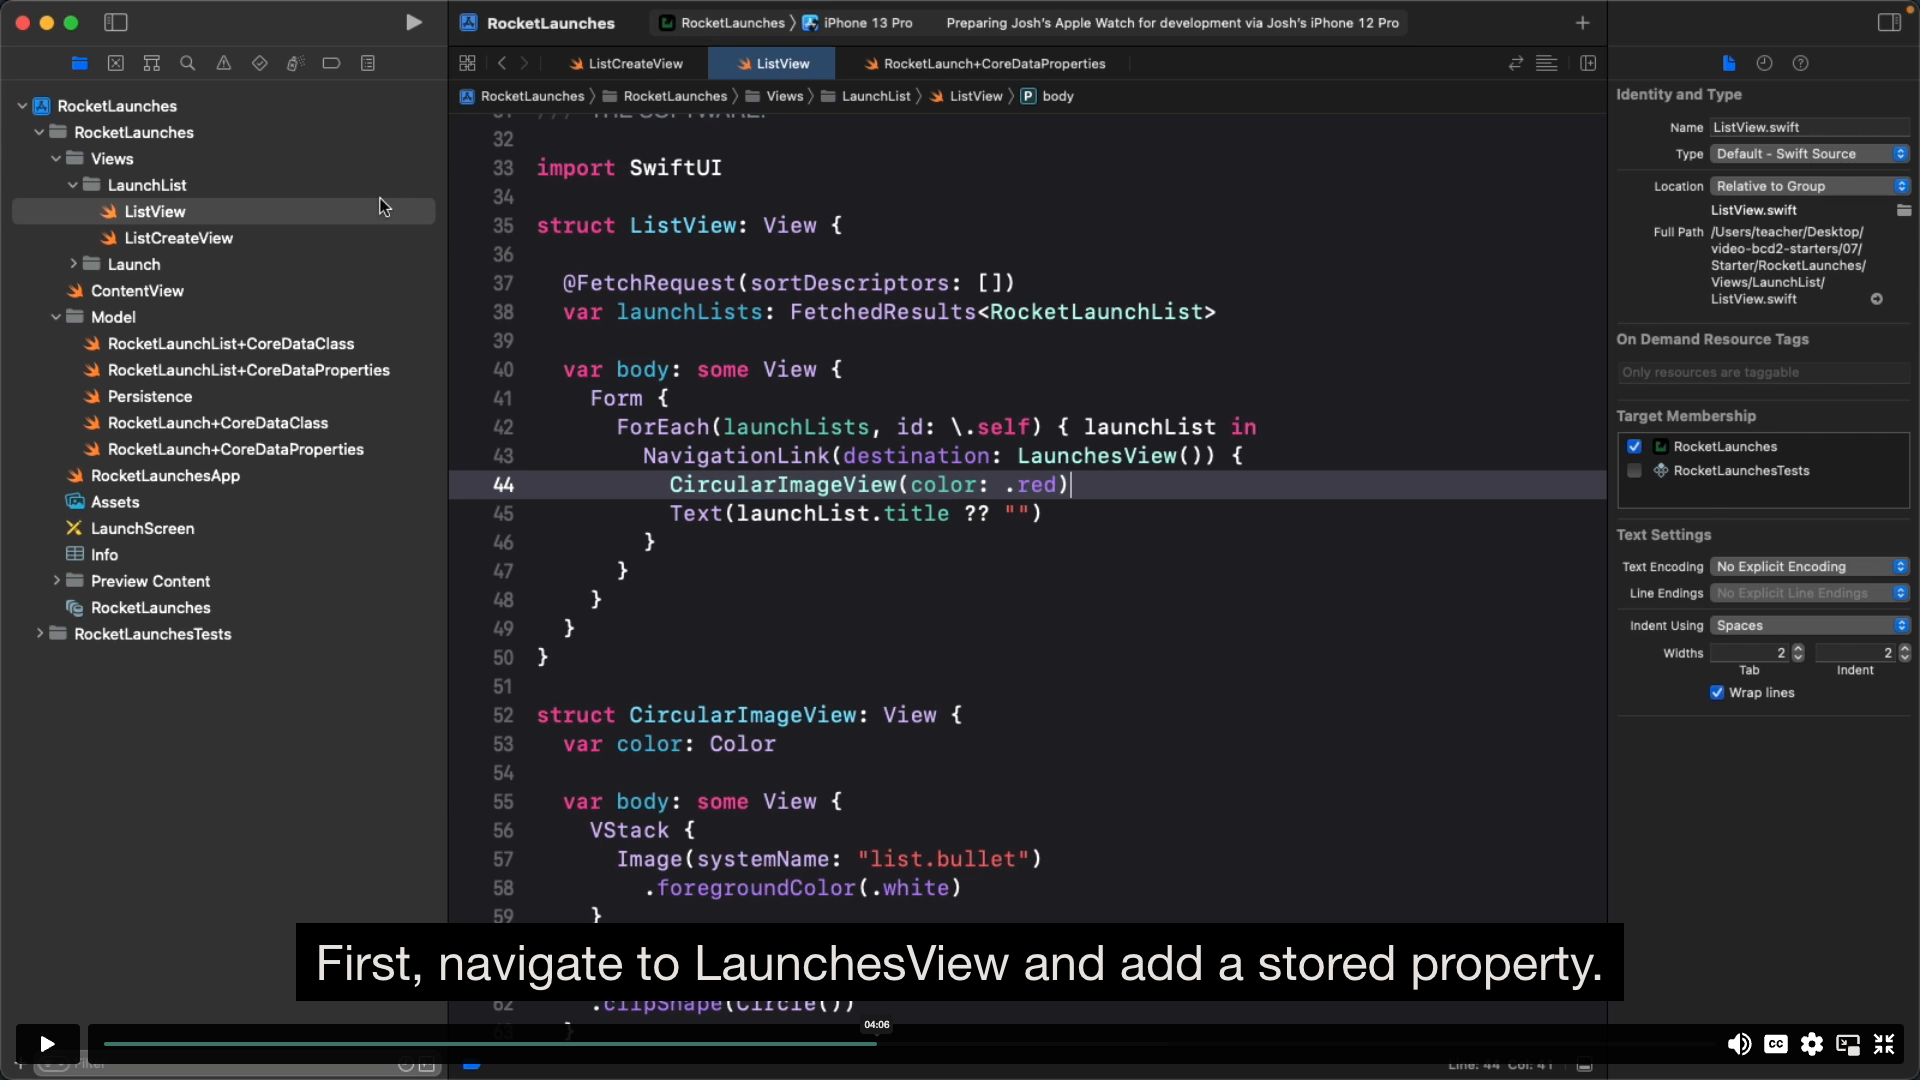 RocketLaunches
RocketLaunches
iPhone 13 Pro
Preparing Josh's Apple Watch for development via Josh's iPhone 12 Pro
ListCreateView
ListView
RocketLaunch+CoreDataProperties
RocketLaunches
RocketLaunches
Views
LaunchList
ListView
P
body
RocketLaunches
RocketLaunches
Views
LaunchList
ListView
ListCreateView
Launch
ContentView
Model
RocketLaunchList+CoreDataClass
RocketLaunchList+CoreDataProperties
Persistence
RocketLaunch+CoreDataClass
RocketLaunch+CoreDataProperties
RocketLaunchesApp
Assets
LaunchScreen
Info
Preview Content
RocketLaunches
RocketLaunchesTests
Filter
31 /// THE SOFTWARE.
32
33 import SwiftUI
34
35 struct ListView: View {
36
37 @FetchRequest(sortDescriptors: [])
38 var launchLists: FetchedResults<RocketLaunchList>
39
40 var body: some View {
41 Form {
42 ForEach(launchLists, id: \.self) { launchList in
43 NavigationLink(destination: LaunchesView()) {
44 CircularImageView(color: .red)
45 Text(launchList.title ?? "")
46 }
47 }
48 }
49 }
50 }
51
52 struct CircularImageView: View {
53 var color: Color
54
55 var body: some View {
56 VStack {
57 Image(systemName: "list.bullet")
58 .foregroundColor(.white)
59 }
First, navigate to LaunchesView and add a stored property.
62 .clipShape(Circle())
63 }
04:06
CC
Line: 44 Col: 41
Identity and Type
Name ListView.swift
Type Default - Swift Source
Location Relative to Group
ListView.swift
Full Path /Users/teacher/Desktop/
video-bcd2-starters/07/
Starter/RocketLaunches/
Views/LaunchList/
ListView.swift
On Demand Resource Tags
Only resources are taggable
Target Membership
RocketLaunches
RocketLaunchesTests
Text Settings
Text Encoding No Explicit Encoding
Line Endings No Explicit Line Endings
Indent Using Spaces
Widths 2 2
Tab Indent
Wrap lines